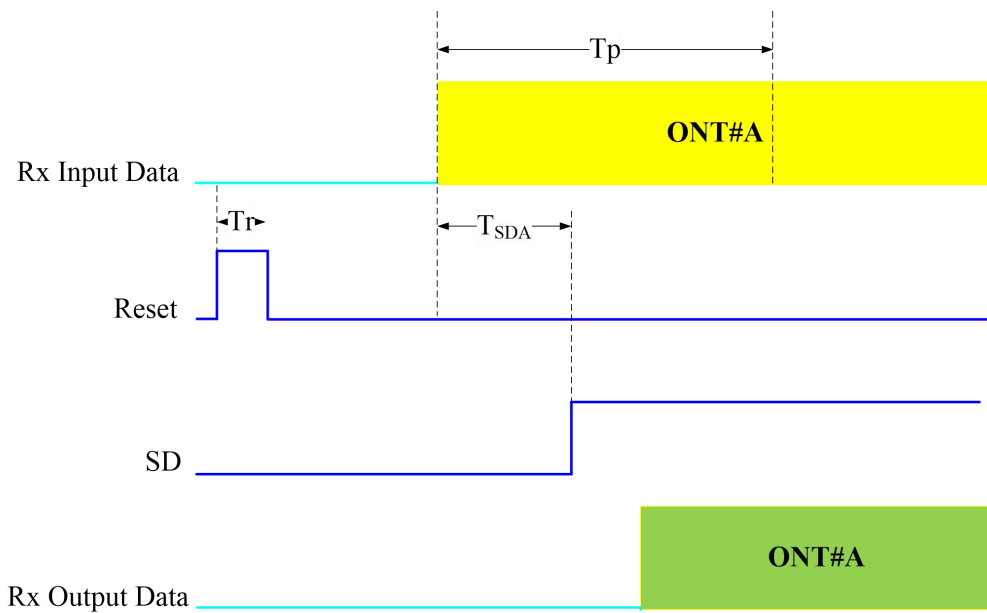 Tp
ONT#A
Rx Input Data
Tr
TSDA
Reset
SD
ONT#A
Rx Output Data